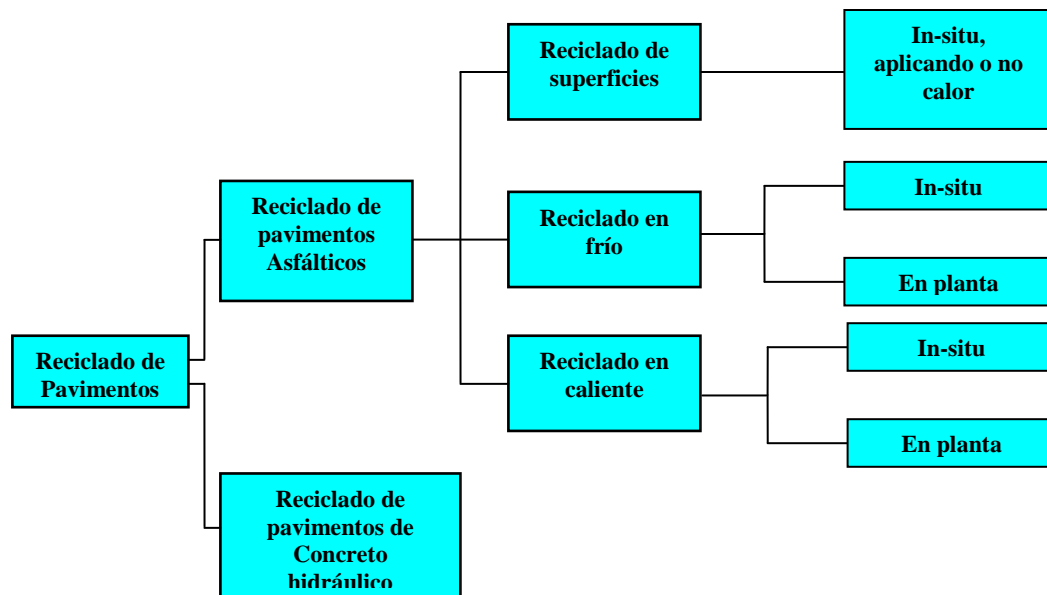 Reciclado de
Pavimentos
Reciclado de
pavimentos
Asfálticos
Reciclado de
superficies
In-situ,
aplicando o no
calor
Reciclado en
frío
In-situ
En planta
Reciclado en
caliente
In-situ
En planta
Reciclado de
pavimentos de
Concreto
hidráulico